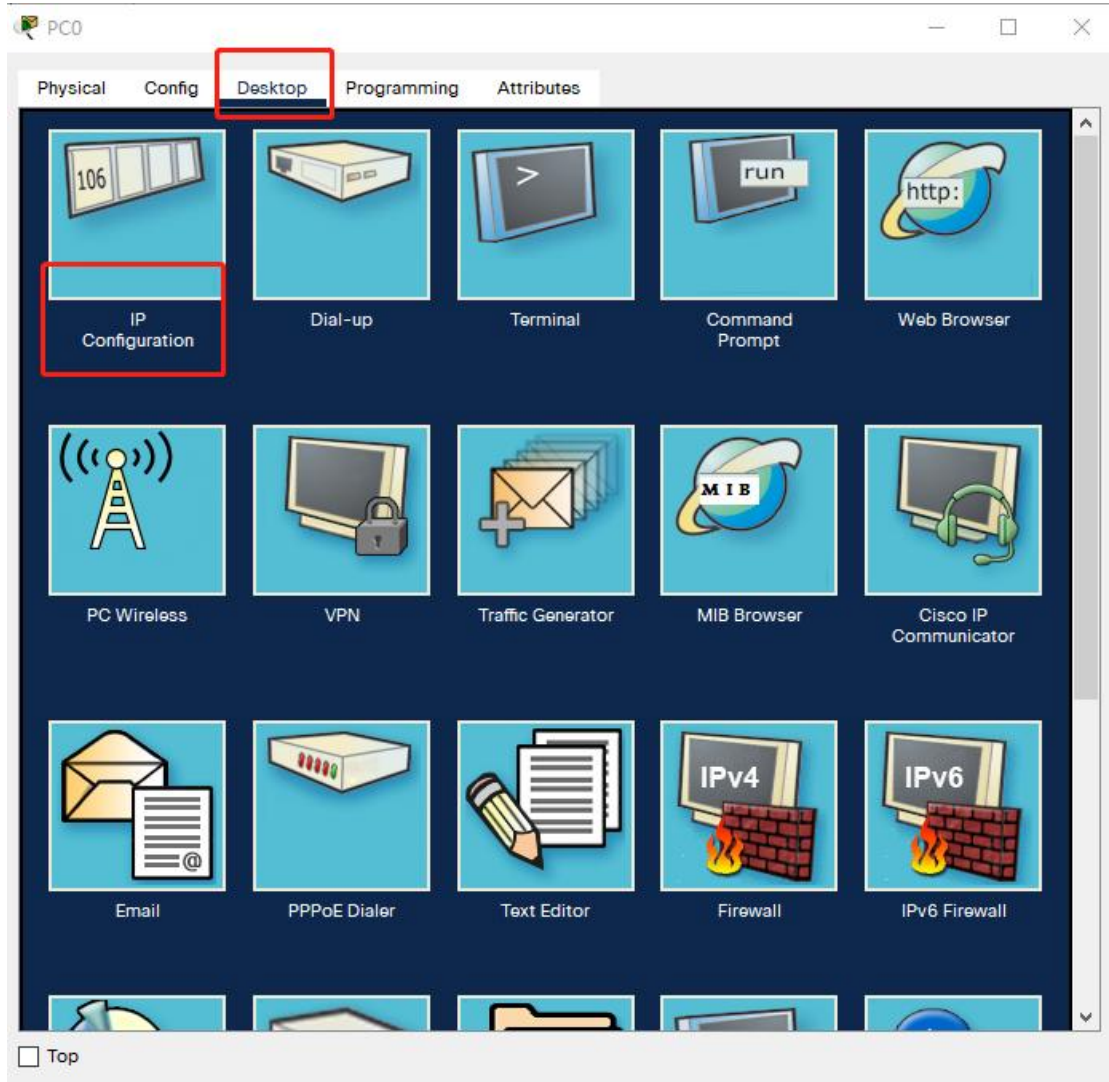 PC0
Physical Config Desktop Programming Attributes
106
>
run
http:
IP
Configuration
Dial-up
Terminal
Command
Prompt
Web Browser
MIB
PC Wireless
VPN
Traffic Generator
MIB Browser
Cisco IP
Communicator
@
IPv4
IPv6
Email
PPPoE Dialer
Text Editor
Firewall
IPv6 Firewall
Top